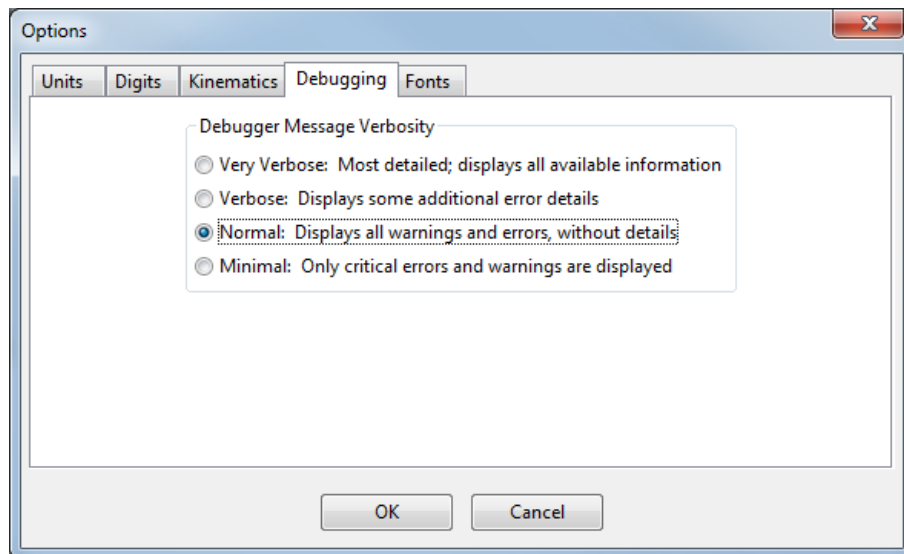 Options
Units Digits Kinematics Debugging Fonts
Debugger Message Verbosity
Very Verbose: Most detailed; displays all available information
Verbose: Displays some additional error details
Normal: Displays all warnings and errors, without details
Minimal: Only critical errors and warnings are displayed
OK Cancel